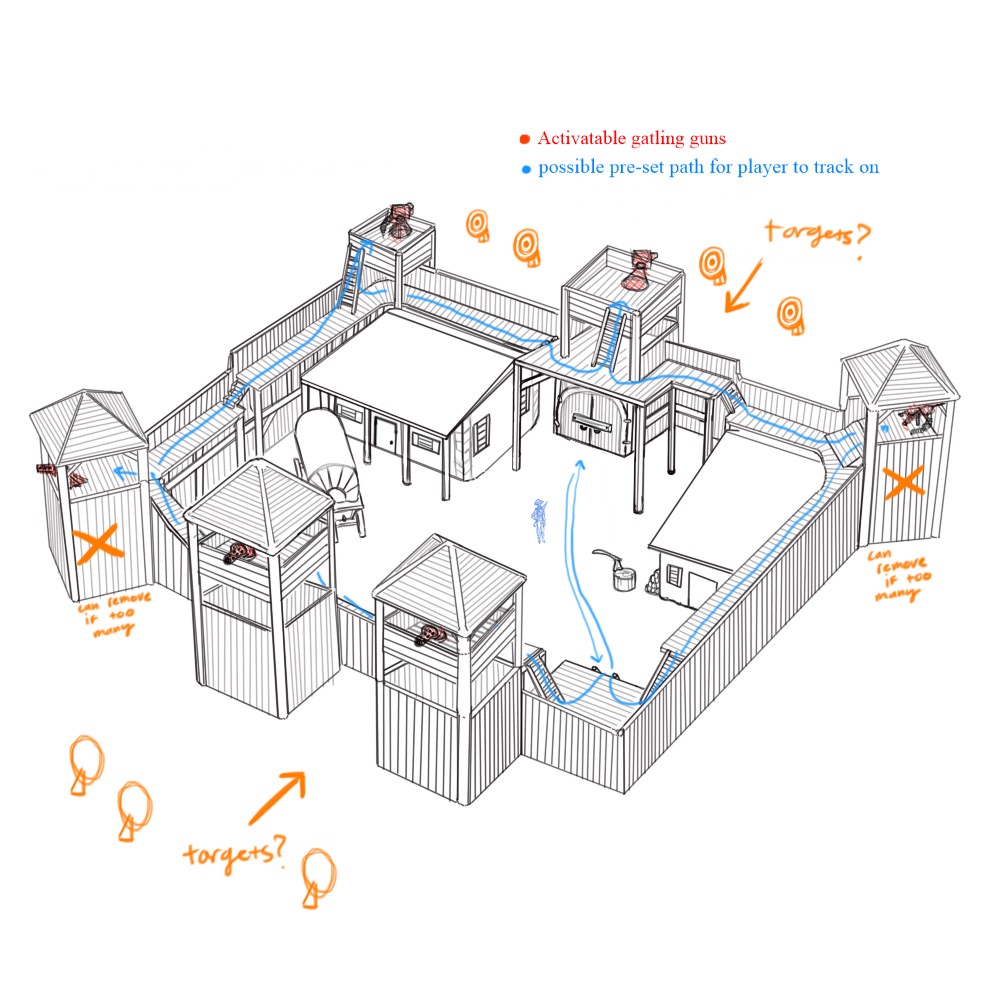 Activatable gatling guns
possible pre-set path for player to track on
targets?
can
remove
if too
many
can remove
if too
many
targets?